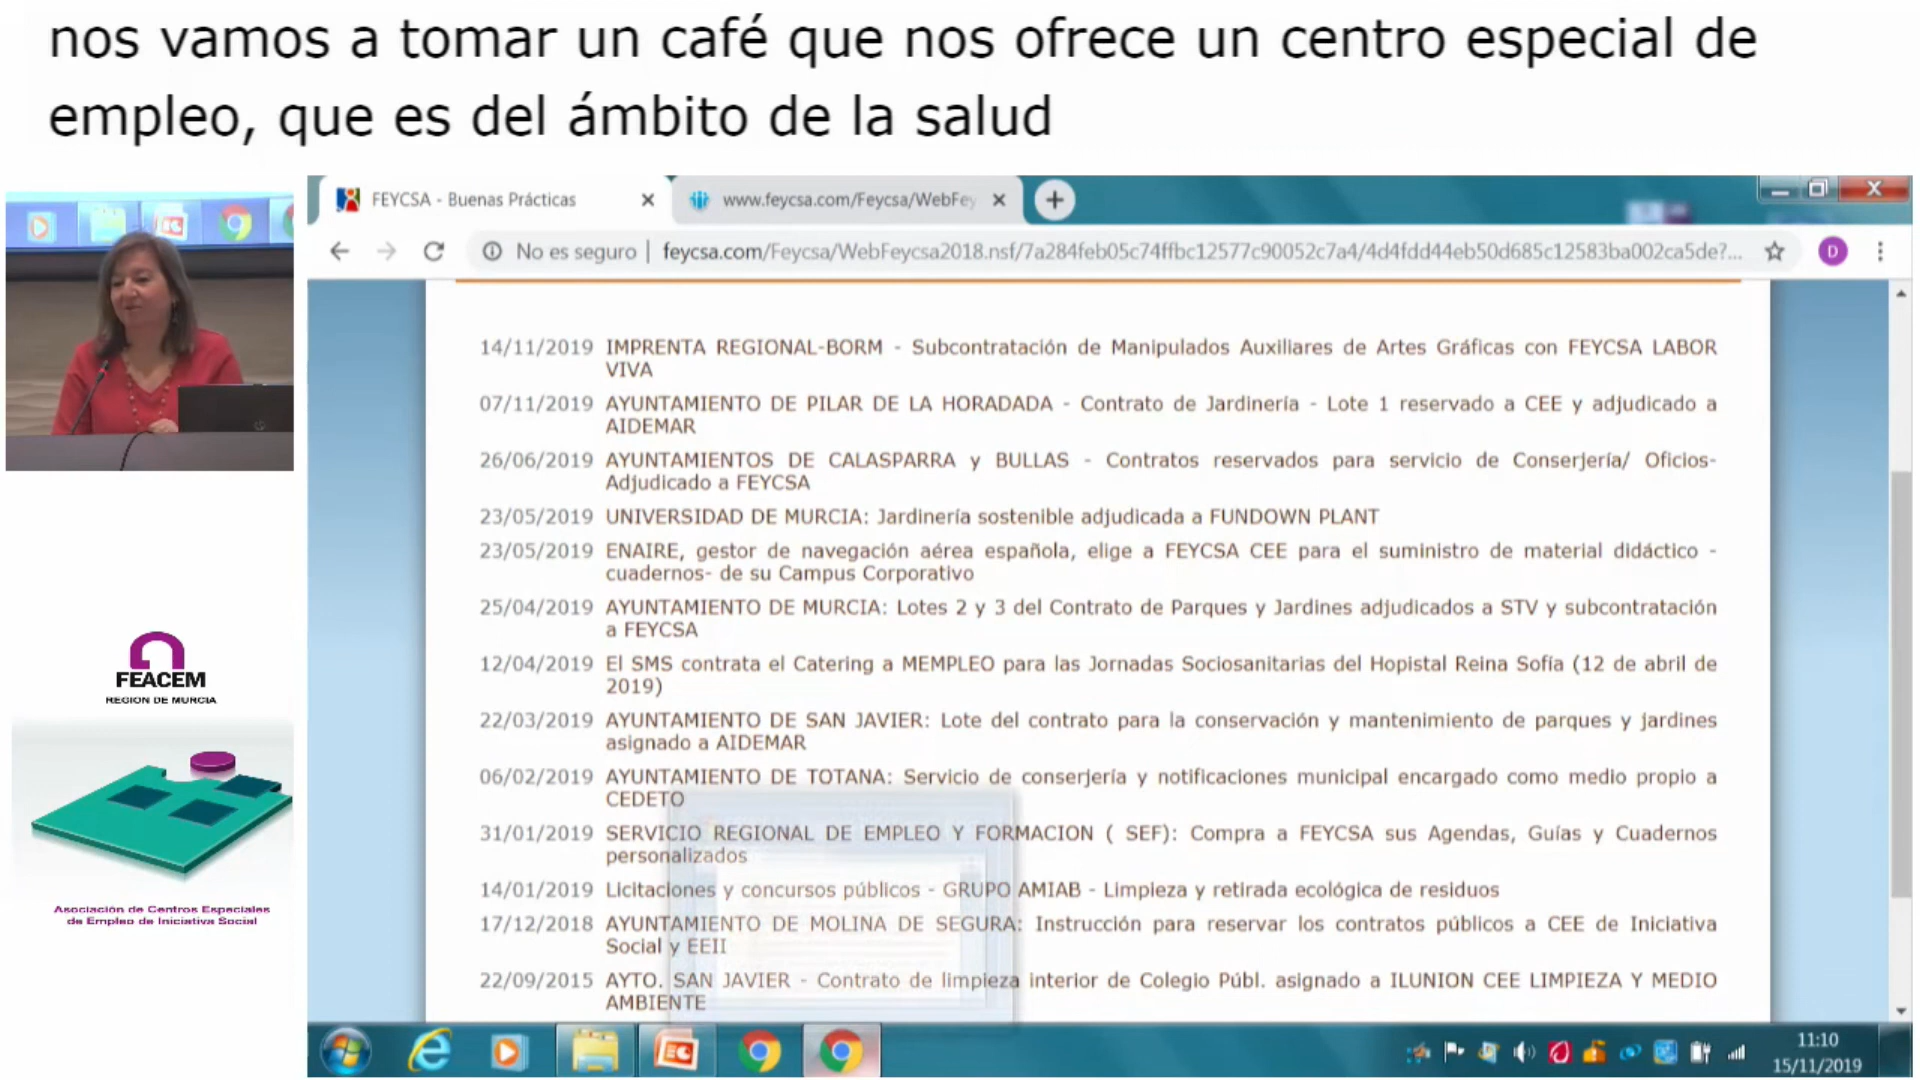 nos vamos a tomar un café que nos ofrece un centro especial de
empleo, que es del ámbito de la salud
FEYCSA - Buenas Prácticas
www.feycsa.com/Feycsa/WebFey
No es seguro | feycsa.com/Feycsa/WebFeycsa2018.nsf/7a284feb05c74ffbc12577c90052c7a4/4d4fdd44eb50d685c12583ba002ca5de?...
D
14/11/2019 IMPRENTA REGIONAL-BORM - Subcontratación de Manipulados Auxiliares de Artes Gráficas con FEYCSA LABOR
VIVA
07/11/2019 AYUNTAMIENTO DE PILAR DE LA HORADADA - Contrato de Jardinería - Lote 1 reservado a CEE y adjudicado a
AIDEMAR
26/06/2019 AYUNTAMIENTOS DE CALASPARRA y BULLAS - Contratos reservados para servicio de Conserjería/ Oficios-
Adjudicado a FEYCSA
23/05/2019 UNIVERSIDAD DE MURCIA: Jardinería sostenible adjudicada a FUNDOWN PLANT
23/05/2019 ENAIRE, gestor de navegación aérea española, elige a FEYCSA CEE para el suministro de material didáctico -
cuadernos- de su Campus Corporativo
25/04/2019 AYUNTAMIENTO DE MURCIA: Lotes 2 y 3 del Contrato de Parques y Jardines adjudicados a STV y subcontratación
a FEYCSA
12/04/2019 El SMS contrata el Catering a MEMPLEO para las Jornadas Sociosanitarias del Hopistal Reina Sofía (12 de abril de
2019)
22/03/2019 AYUNTAMIENTO DE SAN JAVIER: Lote del contrato para la conservación y mantenimiento de parques y jardines
asignado a AIDEMAR
06/02/2019 AYUNTAMIENTO DE TOTANA: Servicio de conserjería y notificaciones municipal encargado como medio propio a
CEDETO
31/01/2019 SERVICIO REGIONAL DE EMPLEO Y FORMACION ( SEF): Compra a FEYCSA sus Agendas, Guías y Cuadernos
personalizados
14/01/2019 Licitaciones y concursos públicos - GRUPO AMIAB - Limpieza y retirada ecológica de residuos
17/12/2018 AYUNTAMIENTO DE MOLINA DE SEGURA: Instrucción para reservar los contratos públicos a CEE de Iniciativa
Social y EEII
22/09/2015 AYTO. SAN JAVIER - Contrato de limpieza interior de Colegio Públ. asignado a ILUNION CEE LIMPIEZA Y MEDIO
AMBIENTE
FEACEM
REGION DE MURCIA
Asociación de Centros Especiales
de Empleo de Iniciativa Social
11:10
15/11/2019